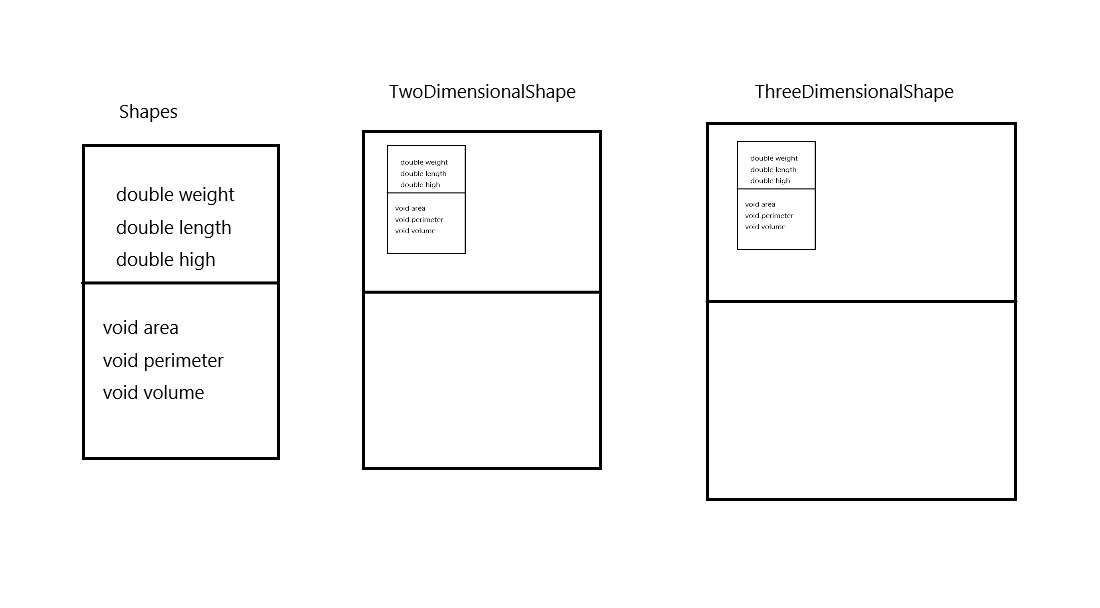 Shapes
double weight
double length
double high
void area
void perimeter
void volume
TwoDimensionalShape
double weight
double length
double high
void area
void perimeter
void volume
ThreeDimensionalShape
double weight
double length
double high
void area
void perimeter
void volume